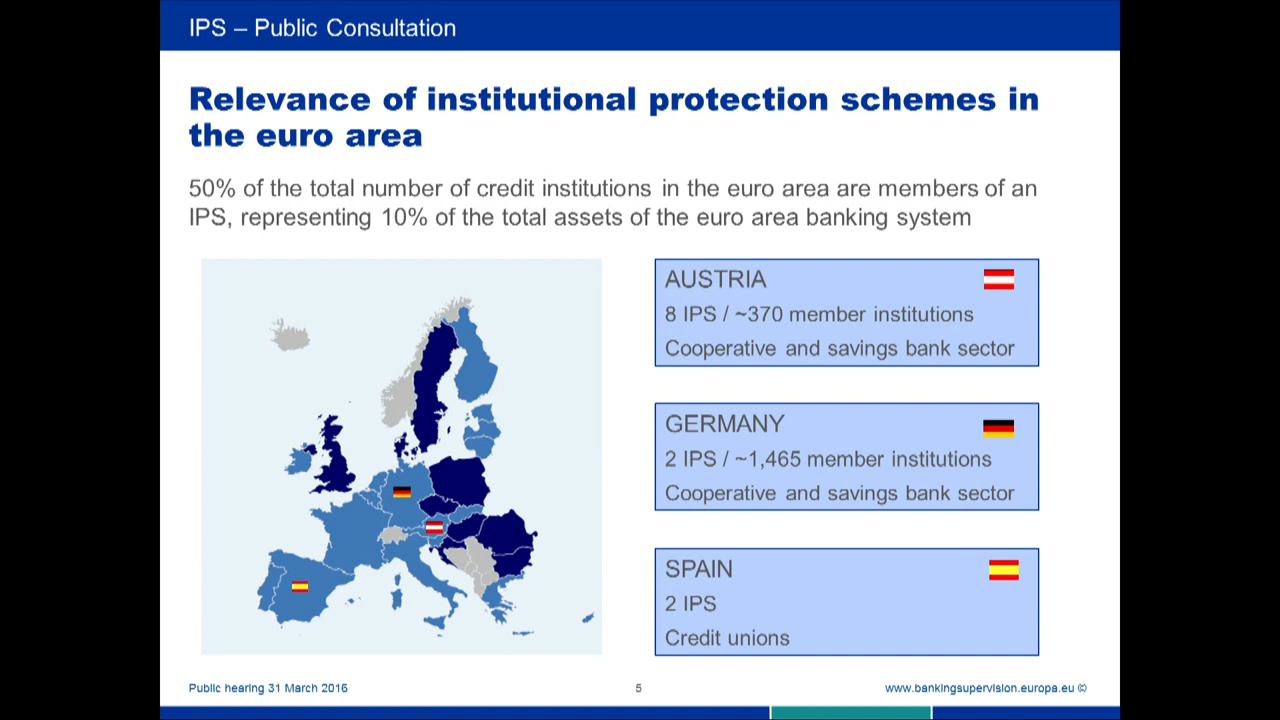 IPS – Public Consultation
Relevance of institutional protection schemes in
the euro area
50% of the total number of credit institutions in the euro area are members of an
IPS, representing 10% of the total assets of the euro area banking system
AUSTRIA
8 IPS / ~370 member institutions
Cooperative and savings bank sector
GERMANY
2 IPS / ~1,465 member institutions
Cooperative and savings bank sector
SPAIN
2 IPS
Credit unions
Public hearing 31 March 2016
5
www.bankingsupervision.europa.eu ©